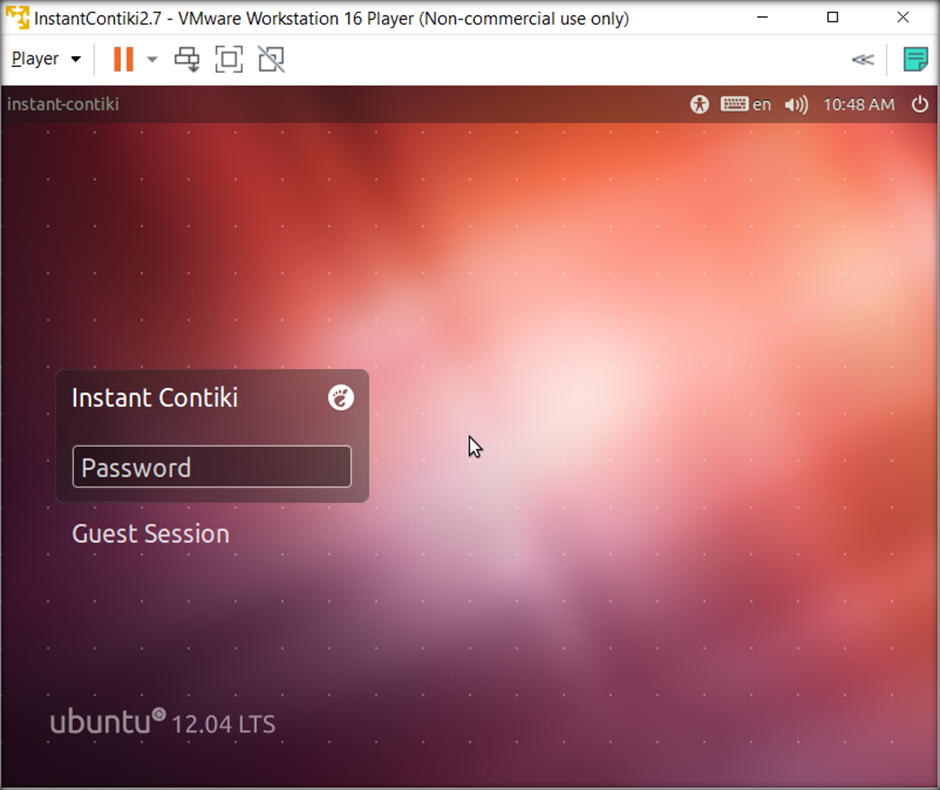 InstantContiki2.7 - VMware Workstation 16 Player (Non-commercial use only)
Player
instant-contiki en 10:48 AM
Instant Contiki
Password
Guest Session
ubuntu 12.04 LTS